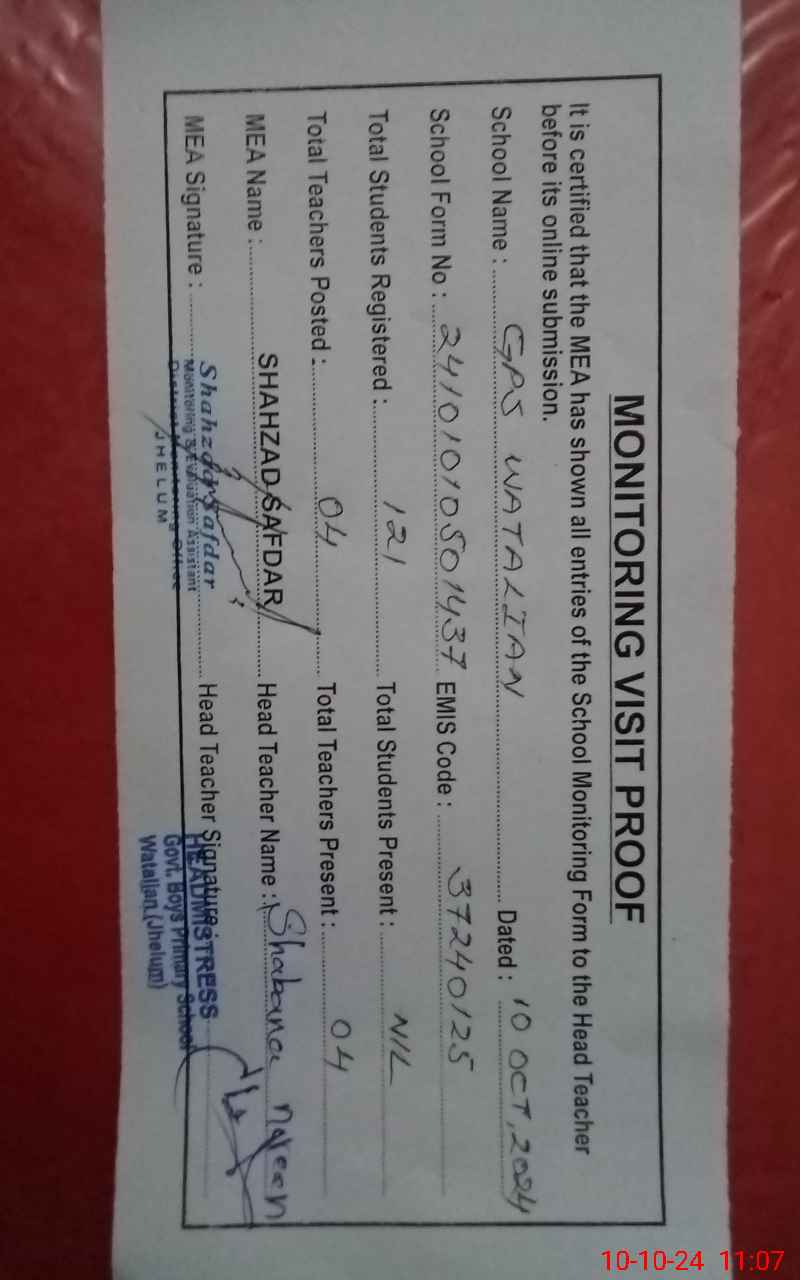 MONITORING VISIT PROOF
It is certified that the MEA has shown all entries of the School Monitoring Form to the Head Teacher
before its online submission.
School Name : GPS WATALIAN Dated : 10 OCT, 2024
School Form No : 24101010501437 EMIS Code : 37240125
Total Students Registered : 121 Total Students Present : NIL
Total Teachers Posted : 04 Total Teachers Present : 04
MEA Name : SHAHZAD SAFDAR Head Teacher Name : Shabana
MEA Signature : Shahzad Safdar Head Teacher Signature :
Monitoring & Evaluation Assistant
District Monitoring Office
JHELUM
HEADMISTRESS
Govt. Boys Primary School
Watalian (Jhelum)
10-10-24 11:07